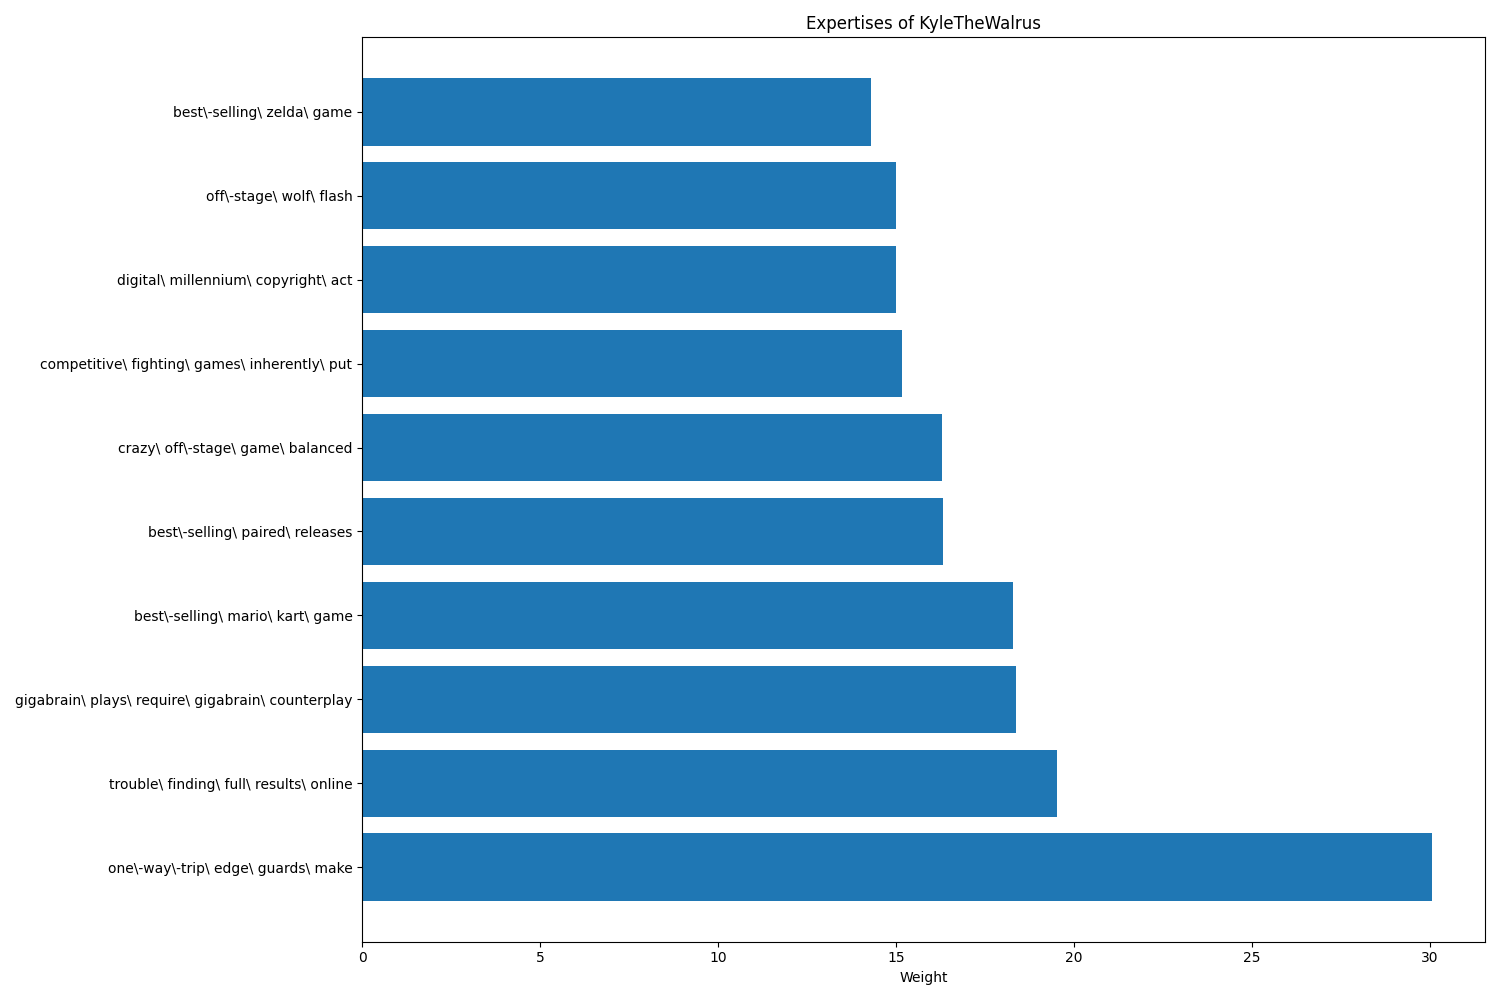 Expertises of KyleTheWalrus
best\-selling\ zelda\ game
off\-stage\ wolf\ flash
digital\ millennium\ copyright\ act
competitive\ fighting\ games\ inherently\ put
crazy\ off\-stage\ game\ balanced
best\-selling\ paired\ releases
best\-selling\ mario\ kart\ game
gigabrain\ plays\ require\ gigabrain\ counterplay
trouble\ finding\ full\ results\ online
one\-way\-trip\ edge\ guards\ make
0 5 10 15 20 25 30
Weight